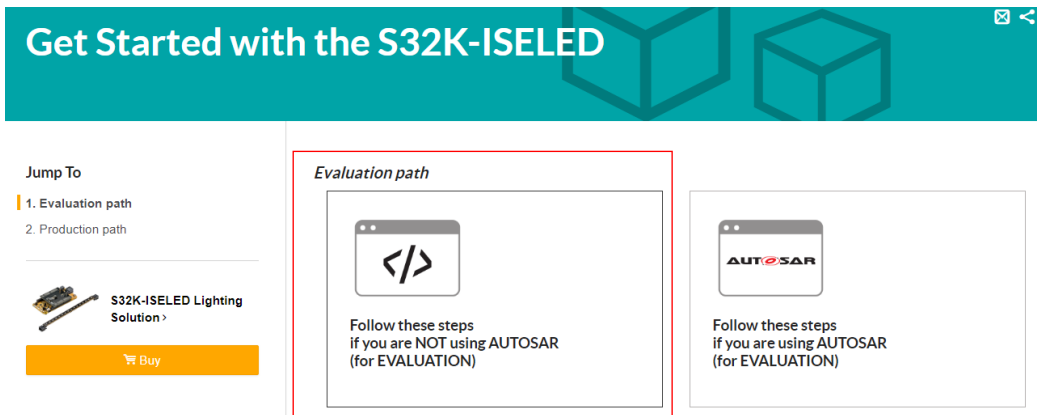 Get Started with the S32K-ISELED
Jump To
1. Evaluation path
2. Production path
S32K-ISELED Lighting
Solution >
Buy
Evaluation path
</>
Follow these steps
if you are NOT using AUTOSAR
(for EVALUATION)
AUTOSAR
Follow these steps
if you are using AUTOSAR
(for EVALUATION)